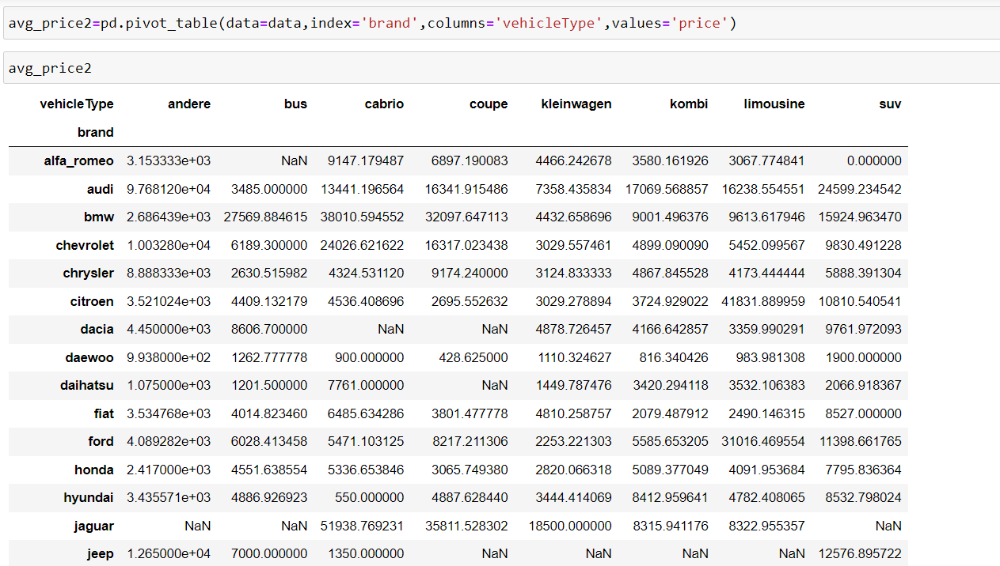 avg_price2=pd.pivot_table(data=data,index='brand',columns='vehicleType',values='price')
avg_price2
vehicleType andere bus cabrio coupe kleinwagen kombi limousine suv
brand
alfa_romeo 3.153333e+03 NaN 9147.179487 6897.190083 4466.242678 3580.161926 3067.774841 0.000000
audi 9.768120e+04 3485.000000 13441.196564 16341.915486 7358.435834 17069.568857 16238.554551 24599.234542
bmw 2.686439e+03 27569.884615 38010.594552 32097.647113 4432.658696 9001.496376 9613.617946 15924.963470
chevrolet 1.003280e+04 6189.300000 24026.621622 16317.023438 3029.557461 4899.090090 5452.099567 9830.491228
chrysler 8.888333e+03 2630.515982 4324.531120 9174.240000 3124.833333 4867.845528 4173.444444 5888.391304
citroen 3.521024e+03 4409.132179 4536.408696 2695.552632 3029.278894 3724.929022 41831.889959 10810.540541
dacia 4.450000e+03 8606.700000 NaN NaN 4878.726457 4166.642857 3359.990291 9761.972093
daewoo 9.938000e+02 1262.777778 900.000000 428.625000 1110.324627 816.340426 983.981308 1900.000000
daihatsu 1.075000e+03 1201.500000 7761.000000 NaN 1449.787476 3420.294118 3532.106383 2066.918367
fiat 3.534768e+03 4014.823460 6485.634286 3801.477778 4810.258757 2079.487912 2490.146315 8527.000000
ford 4.089282e+03 6028.413458 5471.103125 8217.211306 2253.221303 5585.653205 31016.469554 11398.661765
honda 2.417000e+03 4551.638554 5336.653846 3065.749380 2820.066318 5089.377049 4091.953684 7795.836364
hyundai 3.435571e+03 4886.926923 550.000000 4887.628440 3444.414069 8412.959641 4782.408065 8532.798024
jaguar NaN NaN 51938.769231 35811.528302 18500.000000 8315.941176 8322.955357 NaN
jeep 1.265000e+04 7000.000000 1350.000000 NaN NaN NaN NaN 12576.895722